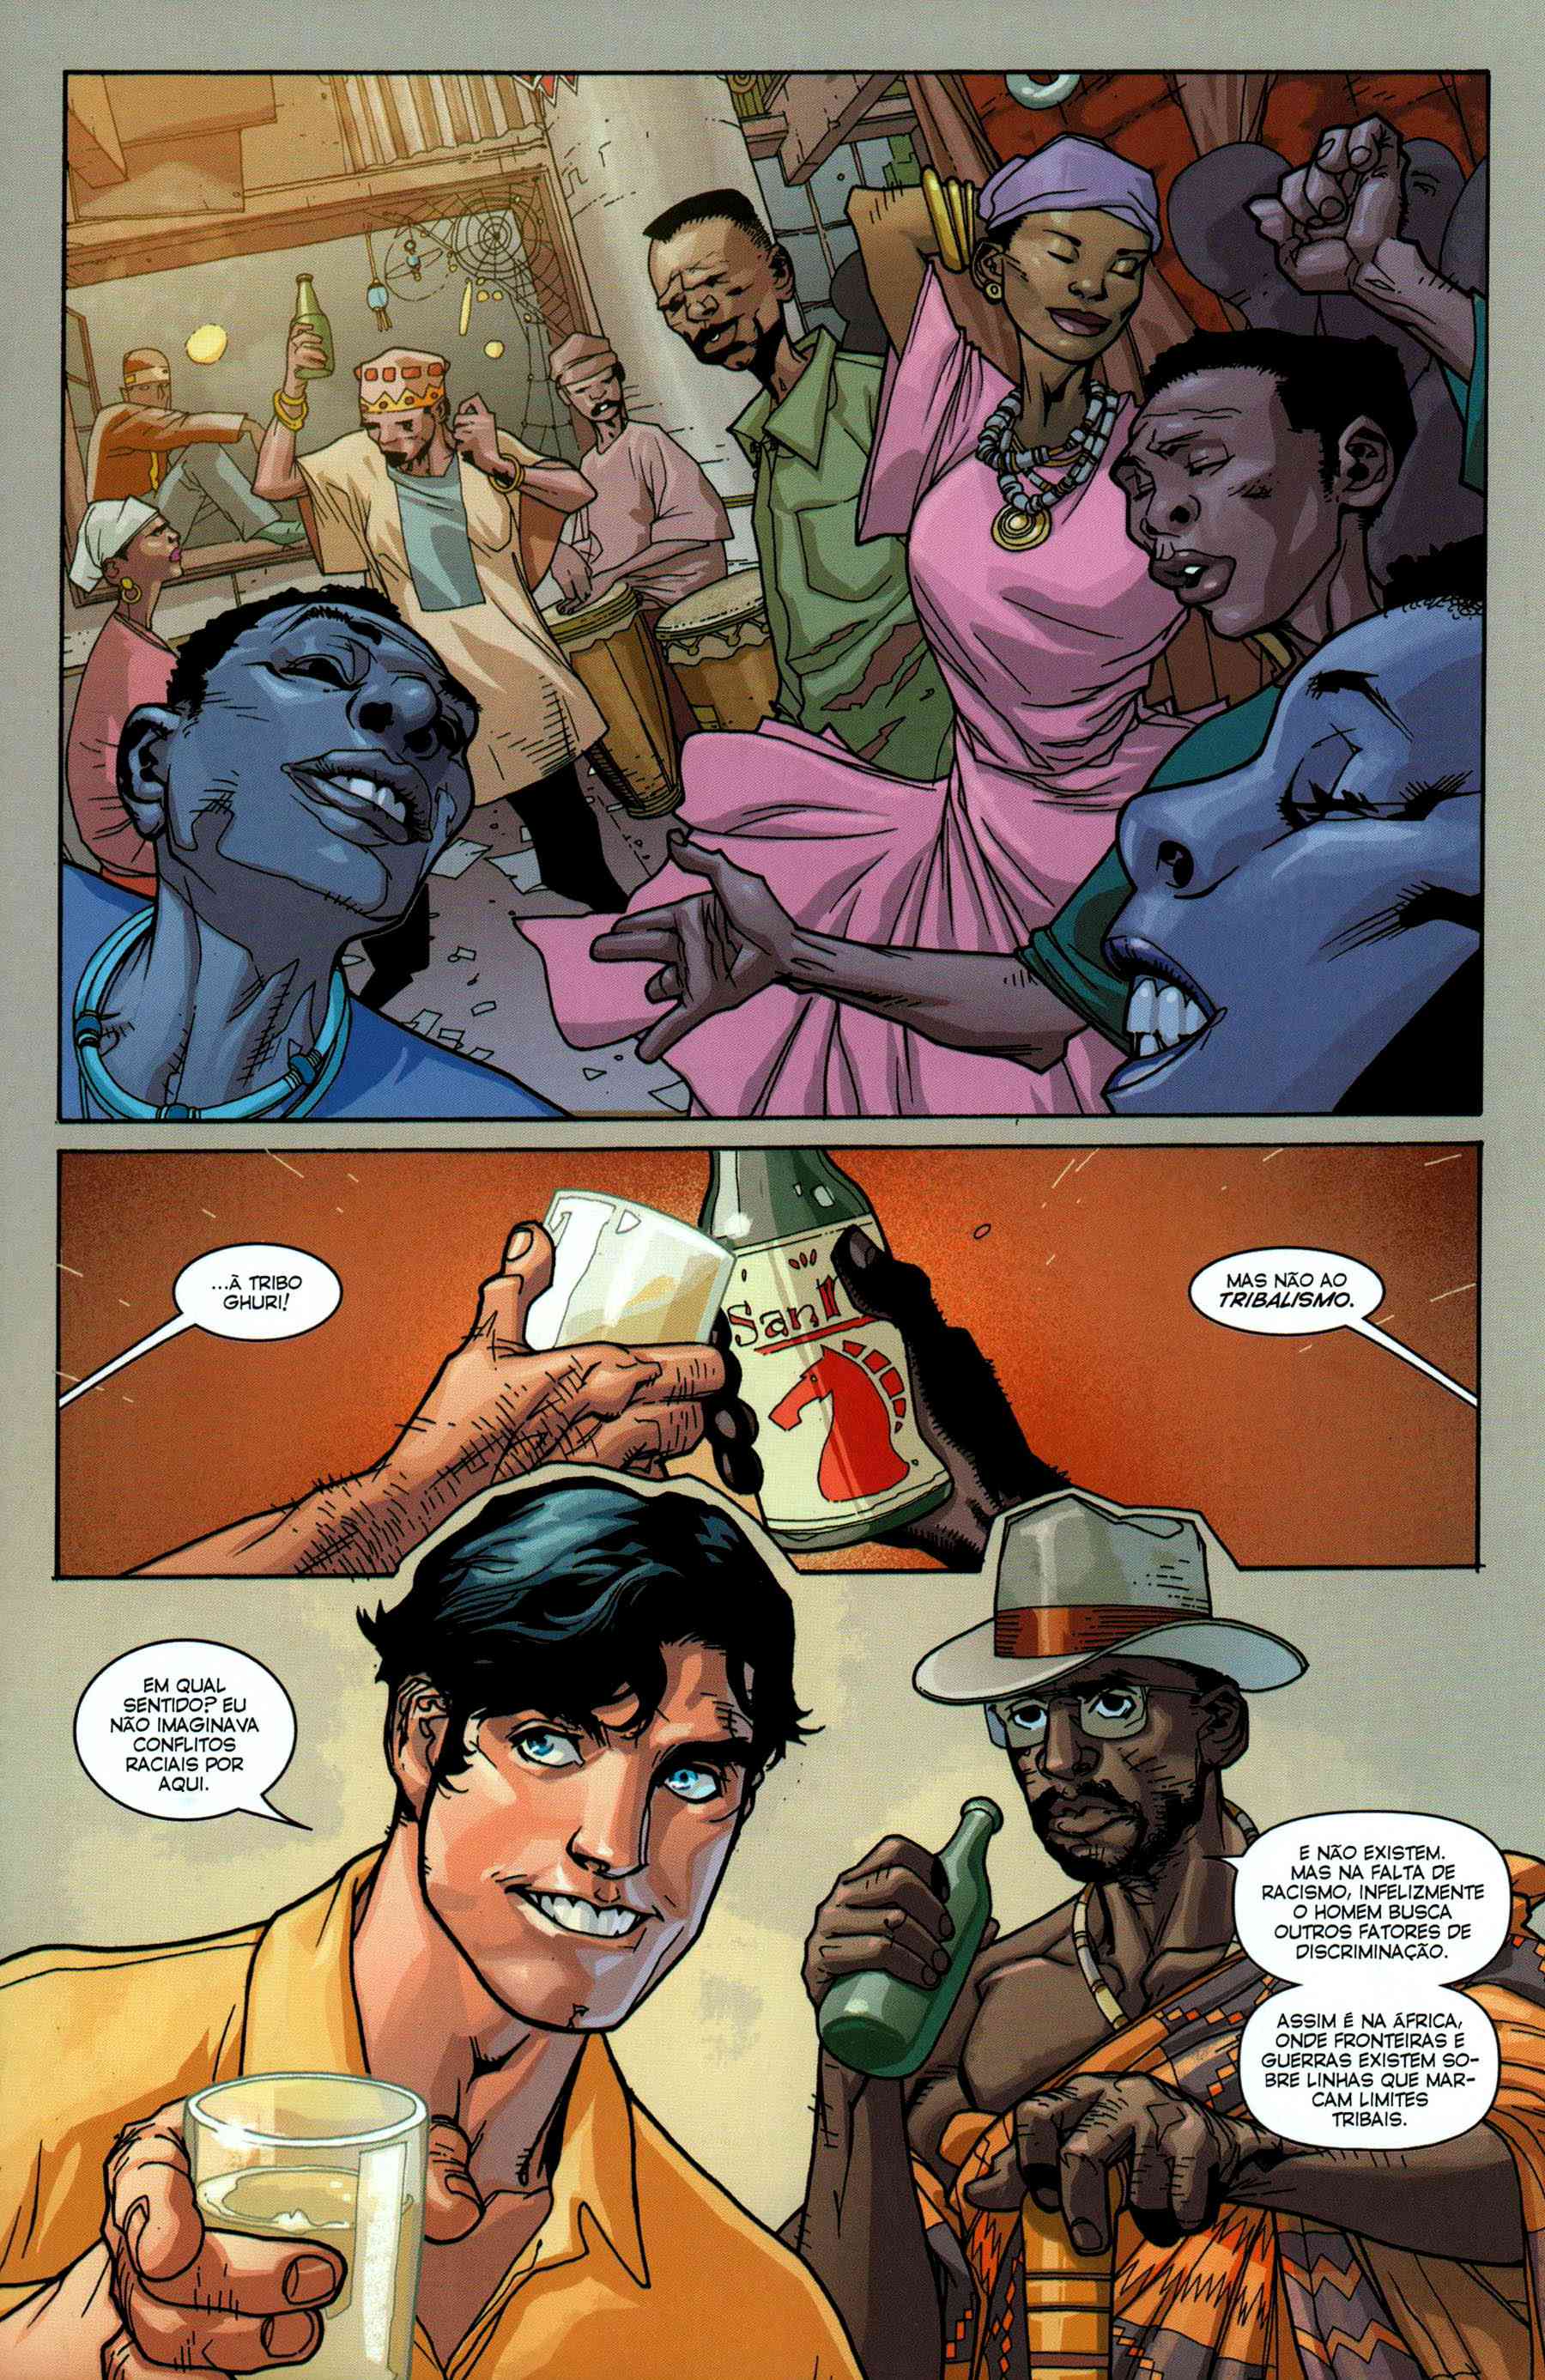 ...À TRIBO
GHURI!
MAS NÃO AO
TRIBALISMO.
EM QUAL
SENTIDO? EU
NÃO IMAGINAVA
CONFLITOS
RACIAIS POR
AQUI.
E NÃO EXISTEM.
MAS NA FALTA DE
RACISMO, INFELIZMENTE
O HOMEM BUSCA
OUTROS FATORES DE
DISCRIMINAÇÃO.
ASSIM É NA ÁFRICA,
ONDE FRONTEIRAS E
GUERRAS EXISTEM SO-
BRE LINHAS QUE MAR-
CAM LIMITES
TRIBAIS.